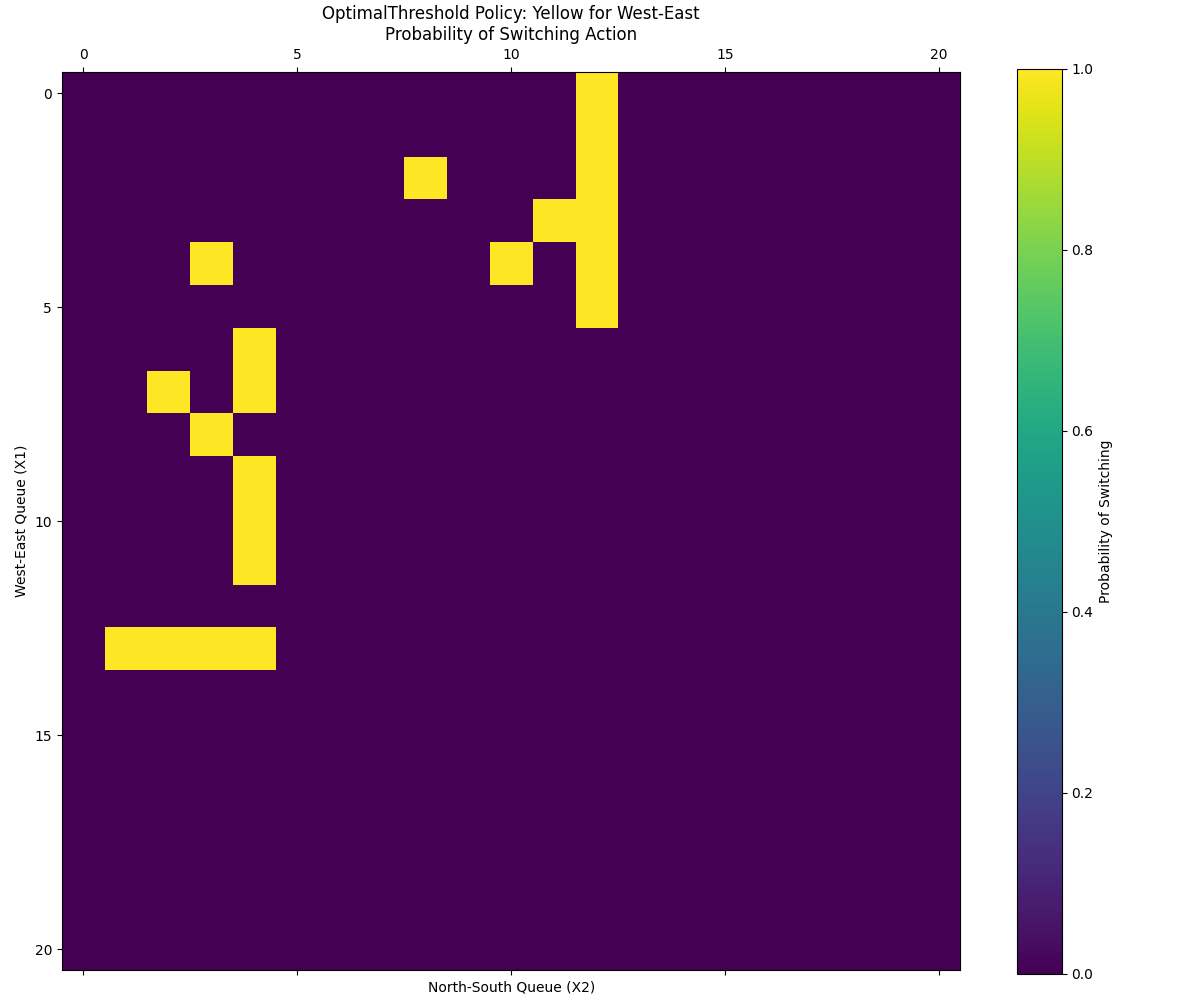 OptimalThreshold Policy: Yellow for West-East
Probability of Switching Action
0 5 10 15 20
0
5
10
15
20
West-East Queue (X1)
North-South Queue (X2)
1.0
0.8
0.6
0.4
0.2
0.0
Probability of Switching